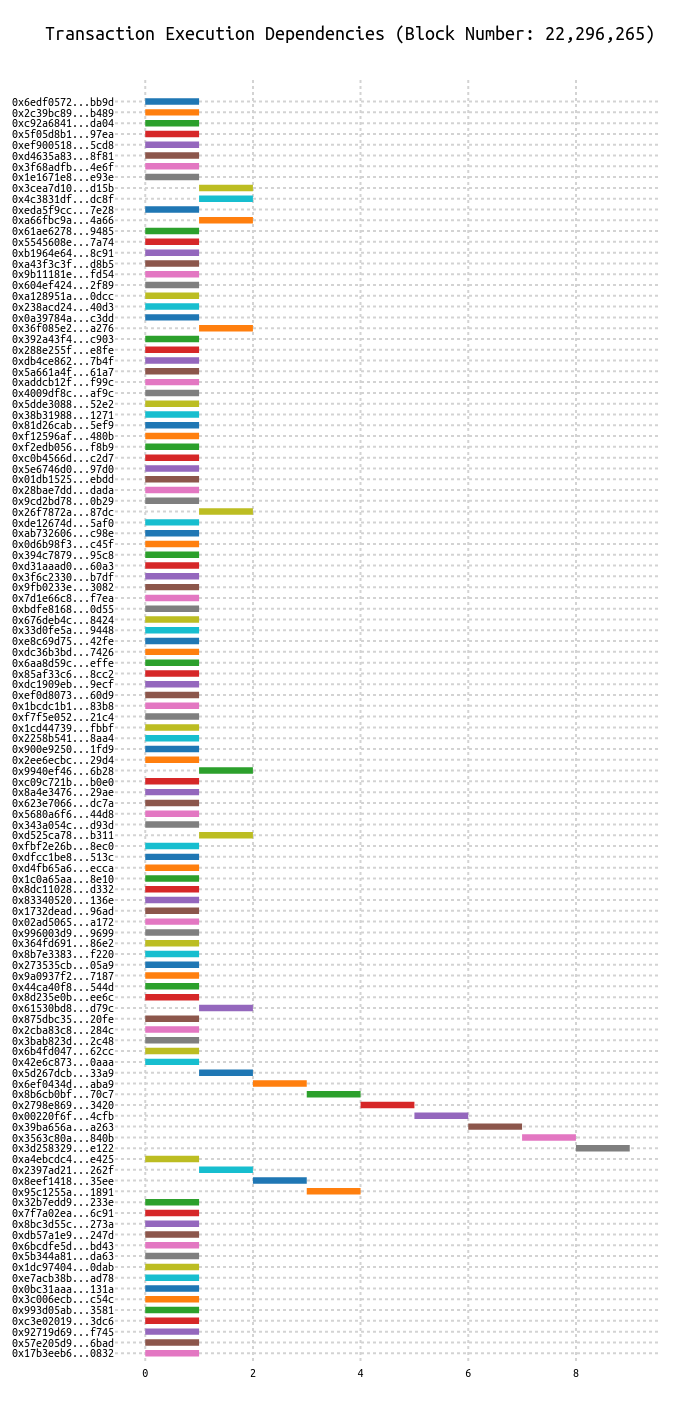 Transaction Execution Dependencies (Block Number: 22,296,265)
0x6edf0572...bb9d
0x2c39bc89...b489
0xc92a6841...da04
0x5f05d8b1...97ea
0xef900518...5cd8
0xd4635a83...8f81
0x3f68adfb...4e6f
0x1e1671e8...e93e
0x3cea7d10...d15b
0x4c3831df...dc8f
0xeda5f9cc...7e28
0xa66fbc9a...4a66
0x61ae6278...9485
0x5545608e...7a74
0xb1964e64...8c91
0xa43f3c3f...d8b5
0x9b11181e...fd54
0x604ef424...2f89
0xa128951a...0dcc
0x238acd24...40d3
0x0a39784a...c3dd
0x36f085e2...a276
0x392a43f4...c903
0x288e255f...e8fe
0xdb4ce862...7b4f
0x5a661a4f...61a7
0xaddcb12f...f99c
0x4009df8c...af9c
0x5dde3088...52e2
0x38b31988...1271
0x81d26cab...5ef9
0xf12596af...480b
0xf2edb056...f8b9
0xc0b4566d...c2d7
0x5e6746d0...97d0
0x01db1525...ebdd
0x28bae7dd...dada
0x9cd2bd78...0b29
0x26f7872a...87dc
0xde12674d...5af0
0xab732606...c98e
0x0d6b98f3...c45f
0x394c7879...95c8
0xd31aaad0...60a3
0x3f6c2330...b7df
0x9fb0233e...3082
0x7d1e66c8...f7ea
0xbdfe8168...0d55
0x676deb4c...8424
0x33d0fe5a...9448
0xe8c69d75...42fe
0xdc36b3bd...7426
0x6aa8d59c...effe
0x85af33c6...8cc2
0xdc1909eb...9ecf
0xef0d8073...60d9
0x1bcdc1b1...83b8
0xf7f5e052...21c4
0x1cd44739...fbbf
0x2258b541...8aa4
0x900e9250...1fd9
0x2ee6ecbc...29d4
0x9940ef46...6b28
0xc09c721b...b0e0
0x8a4e3476...29ae
0x623e7066...dc7a
0x5680a6f6...44d8
0x343a054c...d93d
0xd525ca78...b311
0xfbf2e26b...8ec0
0xdfcc1be8...513c
0xd4fb65a6...ecca
0x1c0a65aa...8e10
0x8dc11028...d332
0x83340520...136e
0x1732dead...96ad
0x02ad5065...a172
0x996003d9...9699
0x364fd691...86e2
0x8b7e3383...f220
0x273535cb...05a9
0x9a0937f2...7187
0x44ca40f8...544d
0x8d235e0b...ee6c
0x61530bd8...d79c
0x875dbc35...20fe
0x2cba83c8...284c
0x3bab823d...2c48
0x6b4fd047...62cc
0x42e6c873...0aaa
0x5d267dcb...33a9
0x6ef0434d...aba9
0x8b6cb0bf...70c7
0x2798e869...3420
0x00220f6f...4cfb
0x39ba656a...a263
0x3563c80a...840b
0x3d258329...e122
0xa4ebcdc4...e425
0x2397ad21...262f
0x8eef1418...35ee
0x95c1255a...1891
0x32b7edd9...233e
0x7f7a02ea...6c91
0x8bc3d55c...273a
0xdb57a1e9...247d
0x6bcdfe5d...bd43
0x5b344a81...da63
0x1dc97404...0dab
0xe7acb38b...ad78
0x0bc31aaa...131a
0x3c006ecb...c54c
0x993d05ab...3581
0xc3e02019...3dc6
0x92719d69...f745
0x57e205d9...6bad
0x17b3eeb6...0832
0 2 4 6 8